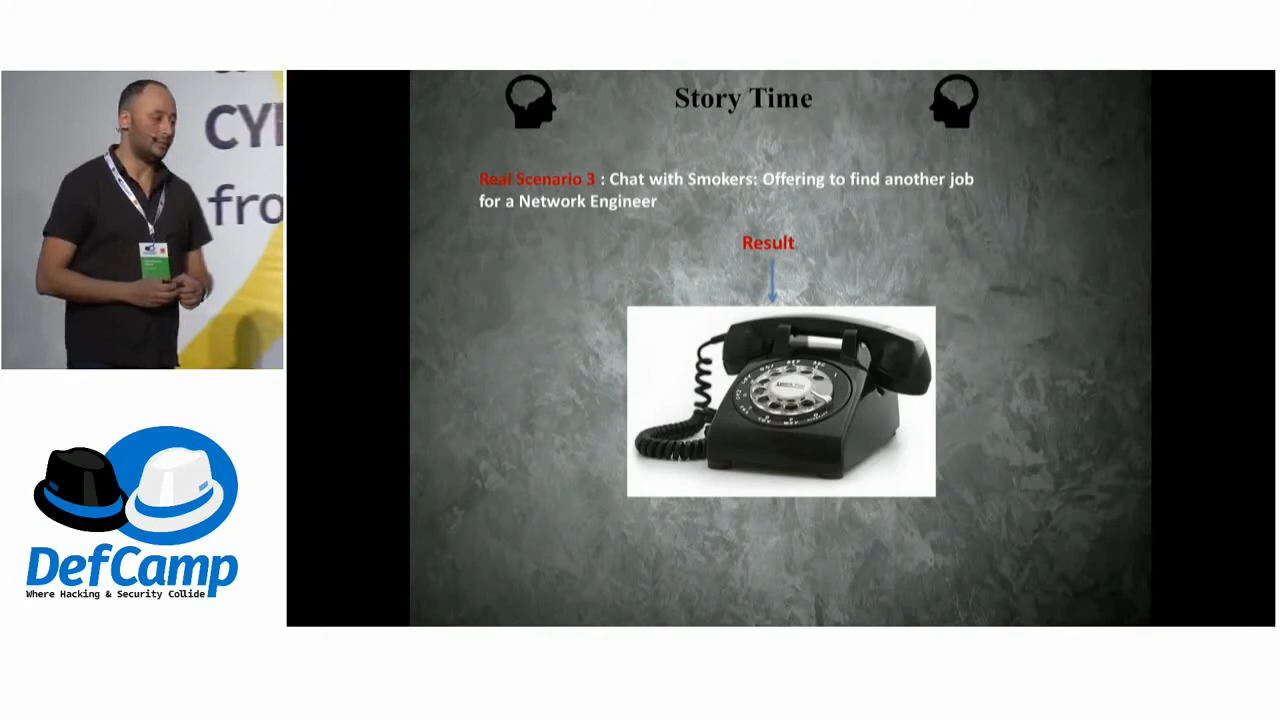 CYB
fro
Story Time
Real Scenario 3 : Chat with Smokers: Offering to find another job
for a Network Engineer
Result
DefCamp
Where Hacking & Security Collide